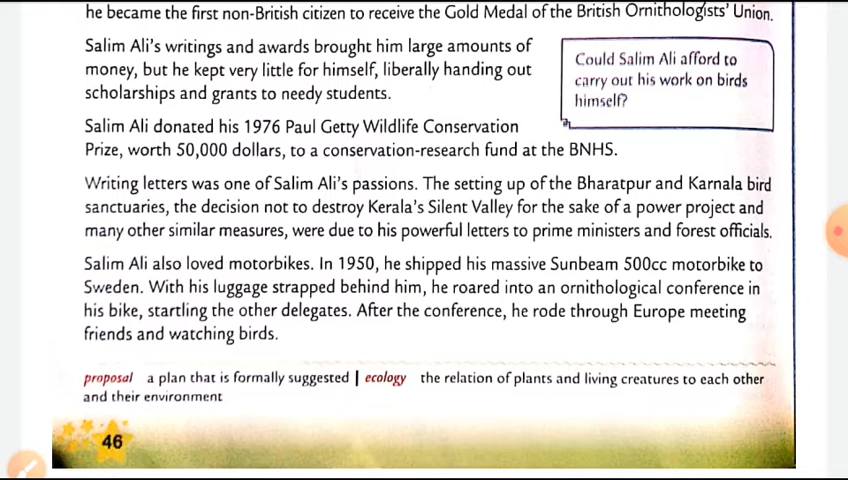 he became the first non-British citizen to receive the Gold Medal of the British Ornithologists' Union.
Salim Ali's writings and awards brought him large amounts of
money, but he kept very little for himself, liberally handing out
scholarships and grants to needy students.
Could Salim Ali afford to
carry out his work on birds
himself?
Salim Ali donated his 1976 Paul Getty Wildlife Conservation
Prize, worth 50,000 dollars, to a conservation-research fund at the BNHS.
Writing letters was one of Salim Ali's passions. The setting up of the Bharatpur and Karnala bird
sanctuaries, the decision not to destroy Kerala's Silent Valley for the sake of a power project and
many other similar measures, were due to his powerful letters to prime ministers and forest officials.
Salim Ali also loved motorbikes. In 1950, he shipped his massive Sunbeam 500cc motorbike to
Sweden. With his luggage strapped behind him, he roared into an ornithological conference in
his bike, startling the other delegates. After the conference, he rode through Europe meeting
friends and watching birds.
proposal a plan that is formally suggested | ecology the relation of plants and living creatures to each other
and their environment
46